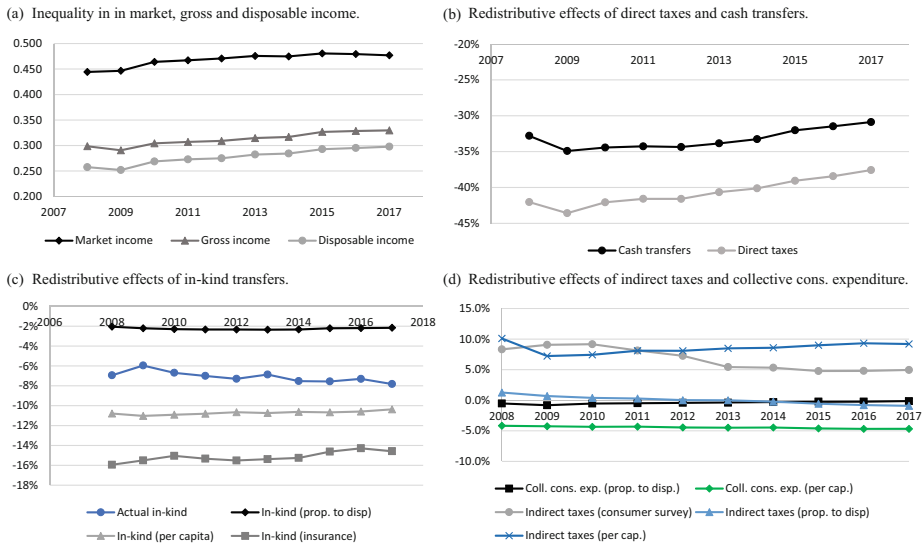 (a) Inequality in in market, gross and disposable income.
0.500
0.450
0.400
0.350
0.300
0.250
0.200
2007 2009 2011 2013 2015 2017
Market income Gross income Disposable income
(b) Redistributive effects of direct taxes and cash transfers.
-20%
2007 2009 2011 2013 2015 2017
-25%
-30%
-35%
-40%
-45%
Cash transfers Direct taxes
(c) Redistributive effects of in-kind transfers.
0%
2006 2008 2010 2012 2014 2016 2018
-2%
-4%
-6%
-8%
-10%
-12%
-14%
-16%
-18%
Actual in-kind In-kind (prop. to disp)
In-kind (per capita) In-kind (insurance)
(d) Redistributive effects of indirect taxes and collective cons. expenditure.
15.0%
10.0%
5.0%
0.0%
2008 2009 2010 2011 2012 2013 2014 2015 2016 2017
-5.0%
-10.0%
Coll. cons. exp. (prop. to disp.) Coll. cons. exp. (per cap.)
Indirect taxes (consumer survey) Indirect taxes (prop. to disp)
Indirect taxes (per cap.)